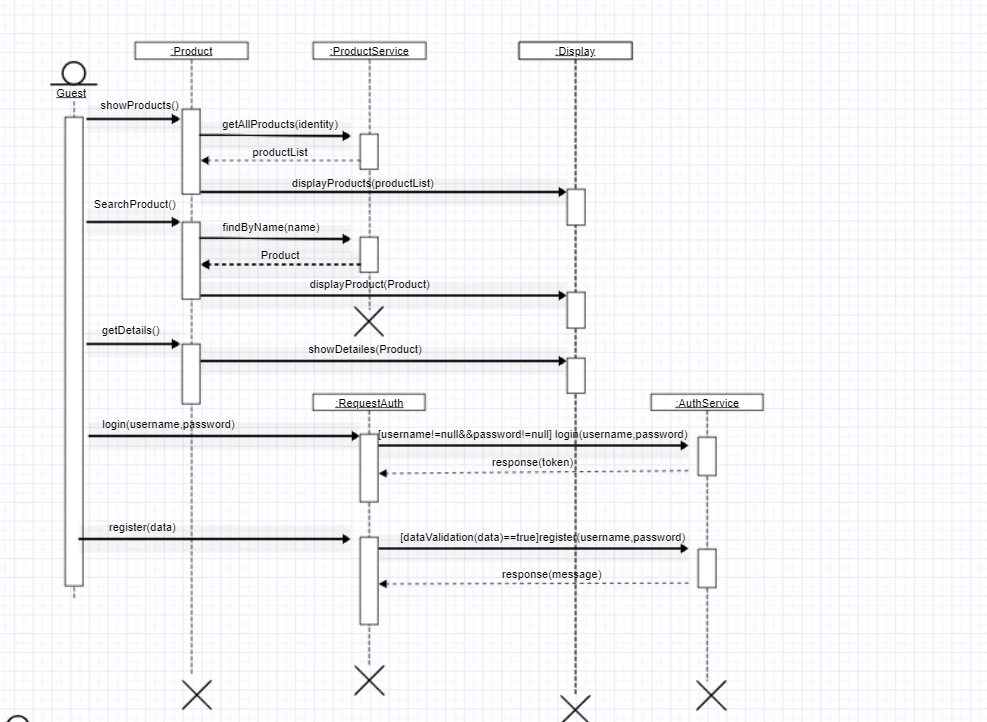 :Product
:ProductService
:Display
Guest
showProducts()
getAllProducts(identity)
productList
displayProducts(productList)
SearchProduct()
findByName(name)
Product
displayProduct(Product)
getDetails()
showDetailes(Product)
:RequestAuth
:AuthService
login(username,password)
[username!=null&&password!=null] login(username,password)
response(token)
register(data)
[dataValidation(data)==true]register(username,password)
response(message)